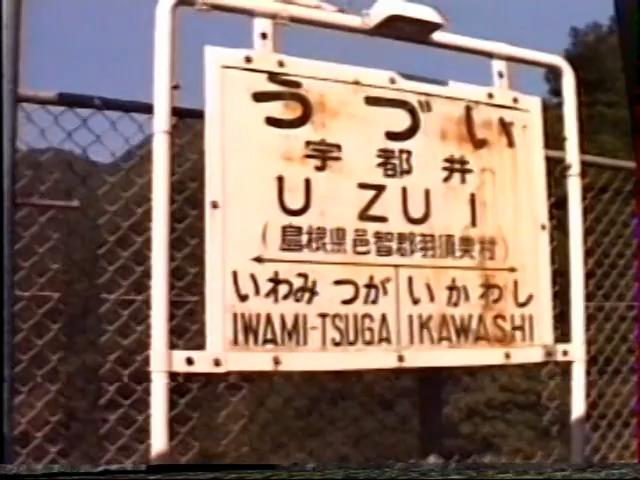 うづい
宇都井
UZUI
(島根県邑智郡羽須美村)
いわみつが いかわし
IWAMI-TSUGA IKAWASHI